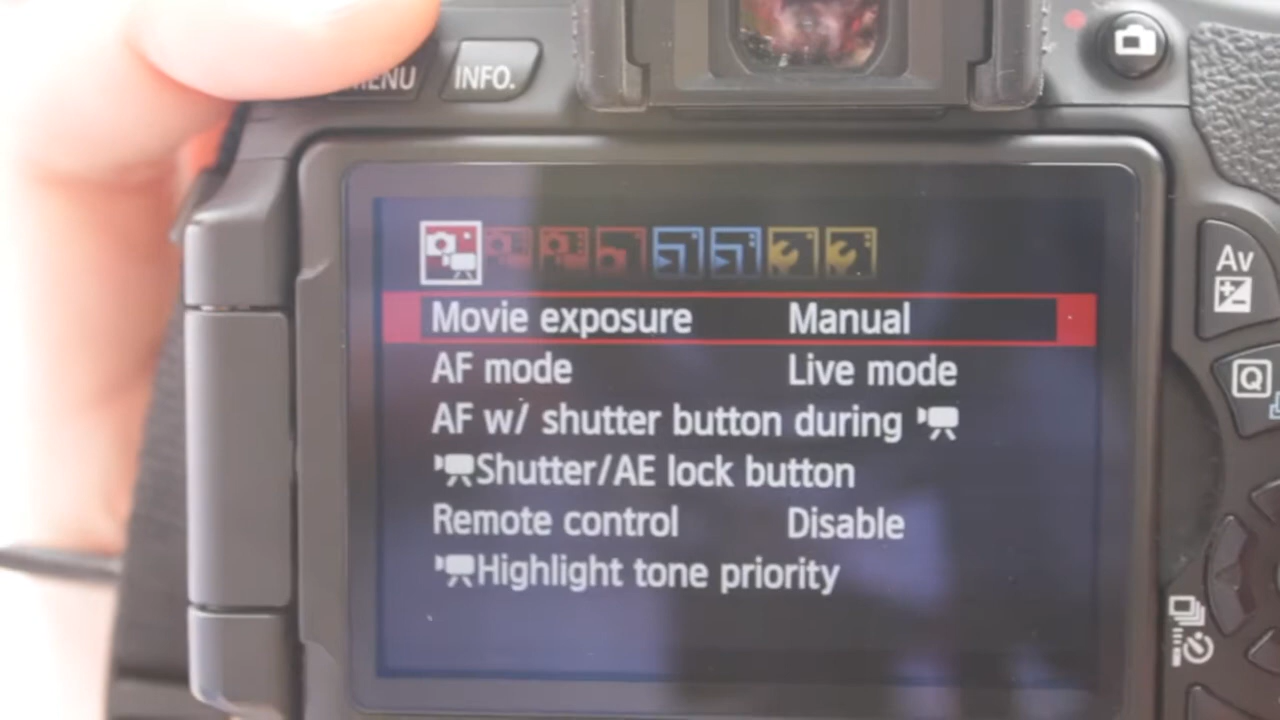 MENU INFO.
Movie exposure Manual
AF mode Live mode
AF w/ shutter button during
Shutter/AE lock button
Remote control Disable
Highlight tone priority
Av
Q